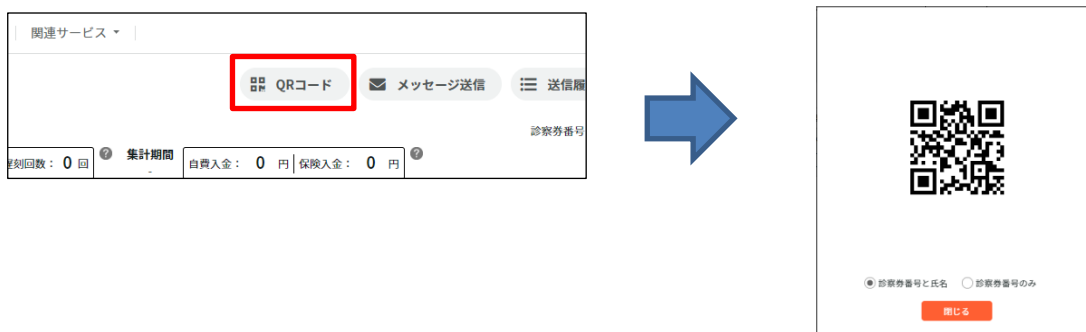 関連サービス
QRコード
メッセージ送信
送信履
診察券番号
遅刻回数： 0 回
集計期間
-
自費入金： 0 円
保険入金： 0 円
診察券番号と氏名
診察券番号のみ
閉じる